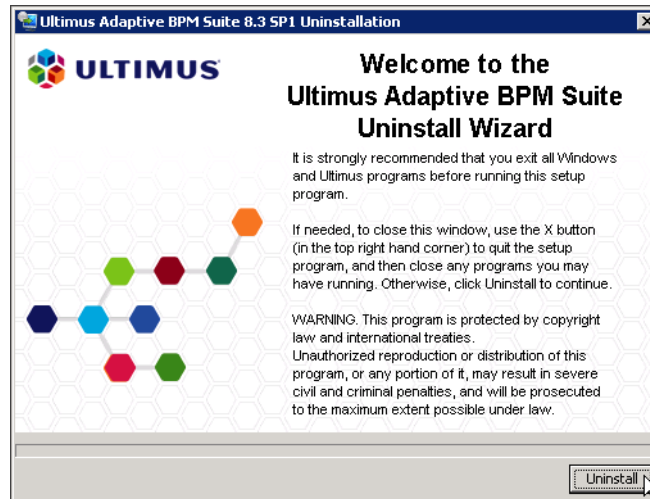 Ultimus Adaptive BPM Suite 8.3 SP1 Uninstallation
ULTIMUS
Welcome to the
Ultimus Adaptive BPM Suite
Uninstall Wizard
It is strongly recommended that you exit all Windows
and Ultimus programs before running this setup
program.
If needed, to close this window, use the X button
(in the top right hand corner) to quit the setup
program, and then close any programs you may
have running. Otherwise, click Uninstall to continue.
WARNING. This program is protected by copyright
law and international treaties.
Unauthorized reproduction or distribution of this
program, or any portion of it, may result in severe
civil and criminal penalties, and will be prosecuted
to the maximum extent possible under law.
Uninstall